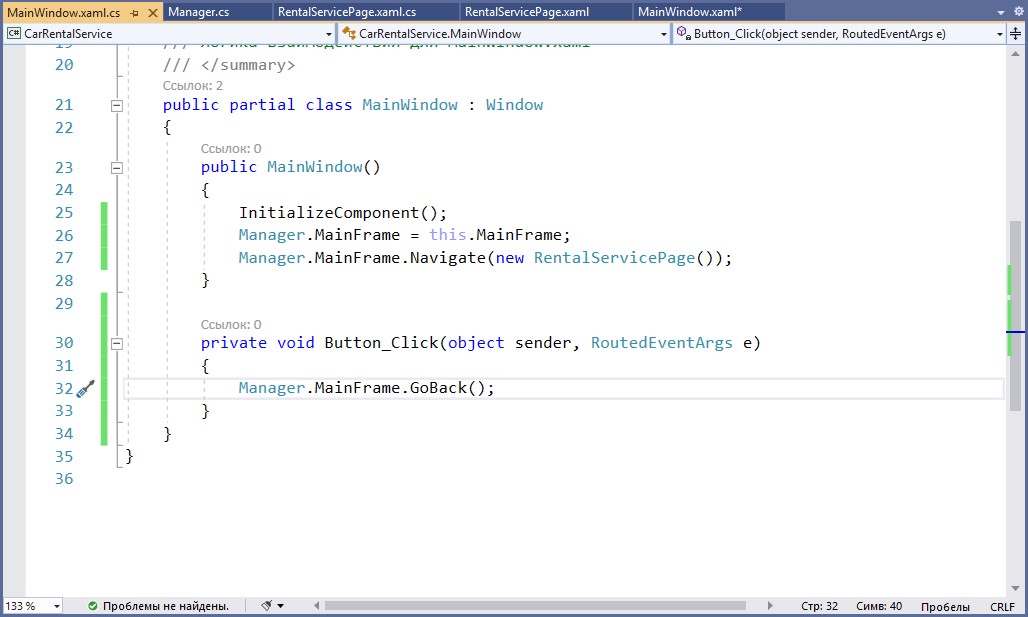 MainWindow.xaml.cs Manager.cs RentalServicePage.xaml.cs RentalServicePage.xaml MainWindow.xaml*
C# CarRentalService CarRentalService.MainWindow Button_Click(object sender, RoutedEventArgs e)
20 /// </summary>
Ссылок: 2
21 public partial class MainWindow : Window
22 {
Ссылок: 0
23 public MainWindow()
24 {
25 InitializeComponent();
26 Manager.MainFrame = this.MainFrame;
27 Manager.MainFrame.Navigate(new RentalServicePage());
28 }
29
Ссылок: 0
30 private void Button_Click(object sender, RoutedEventArgs e)
31 {
32 Manager.MainFrame.GoBack();
33 }
34 }
35 }
36
133 % Проблемы не найдены. Стр: 32 Симв: 40 Пробелы CRLF